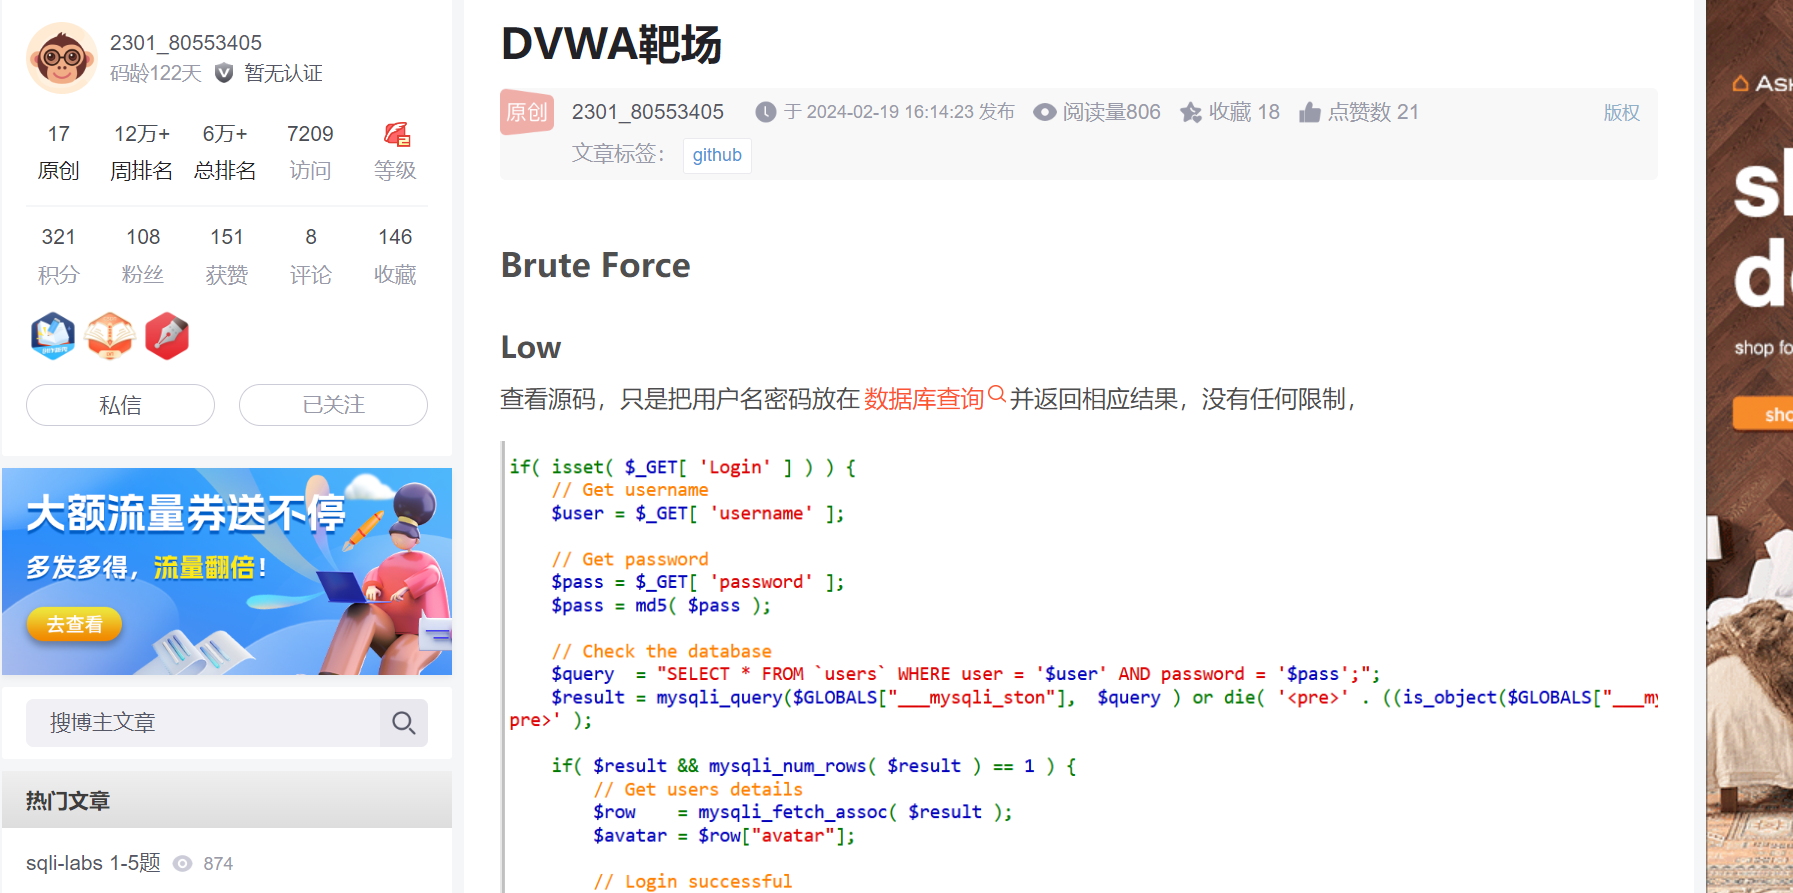 2301_80553405
码龄122天 暂无认证
17 12万+ 6万+ 7209
原创 周排名 总排名 访问 等级
321 108 151 8 146
积分 粉丝 获赞 评论 收藏
私信 已关注
大额流量券送不停
多发多得，流量翻倍！
去查看
搜博主文章
热门文章
sqli-labs 1-5题 874
DVWA靶场
原创 2301_80553405 于 2024-02-19 16:14:23 发布 阅读量806 收藏 18 点赞数 21 版权
文章标签： github
Brute Force
Low
查看源码，只是把用户名密码放在 数据库查询 并返回相应结果，没有任何限制，
if( isset( $_GET[ 'Login' ] ) ) {
// Get username
$user = $_GET[ 'username' ];
// Get password
$pass = $_GET[ 'password' ];
$pass = md5( $pass );
// Check the database
$query  = "SELECT * FROM `users` WHERE user = '$user' AND password = '$pass';";
$result = mysqli_query($GLOBALS["___mysqli_ston"],  $query ) or die( '<pre>' . ((is_object($GLOBALS["___my
pre>' );
if( $result && mysqli_num_rows( $result ) == 1 ) {
// Get users details
$row    = mysqli_fetch_assoc( $result );
$avatar = $row["avatar"];
// Login successful
shop fo